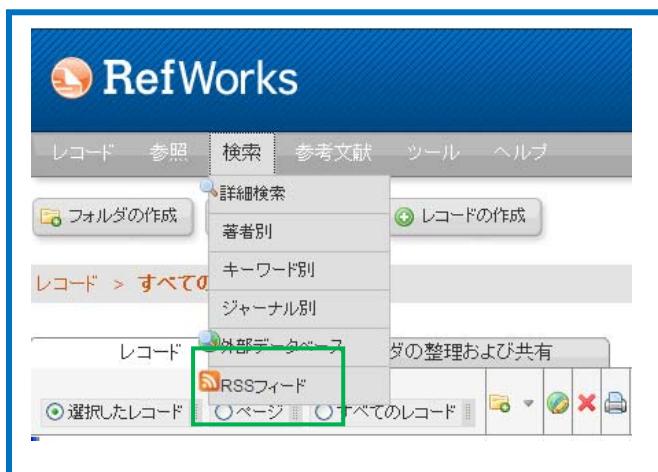 RefWorks
レコード 参照 検索 参考文献 ツール ヘルプ
詳細検索
フォルダの作成 レコードの作成
著者別
キーワード別
レコード > すべての
ジャーナル別
外部データベース
レコード ダの整理および共有
RSSフィード
選択したレコード ページ すべてのレコード